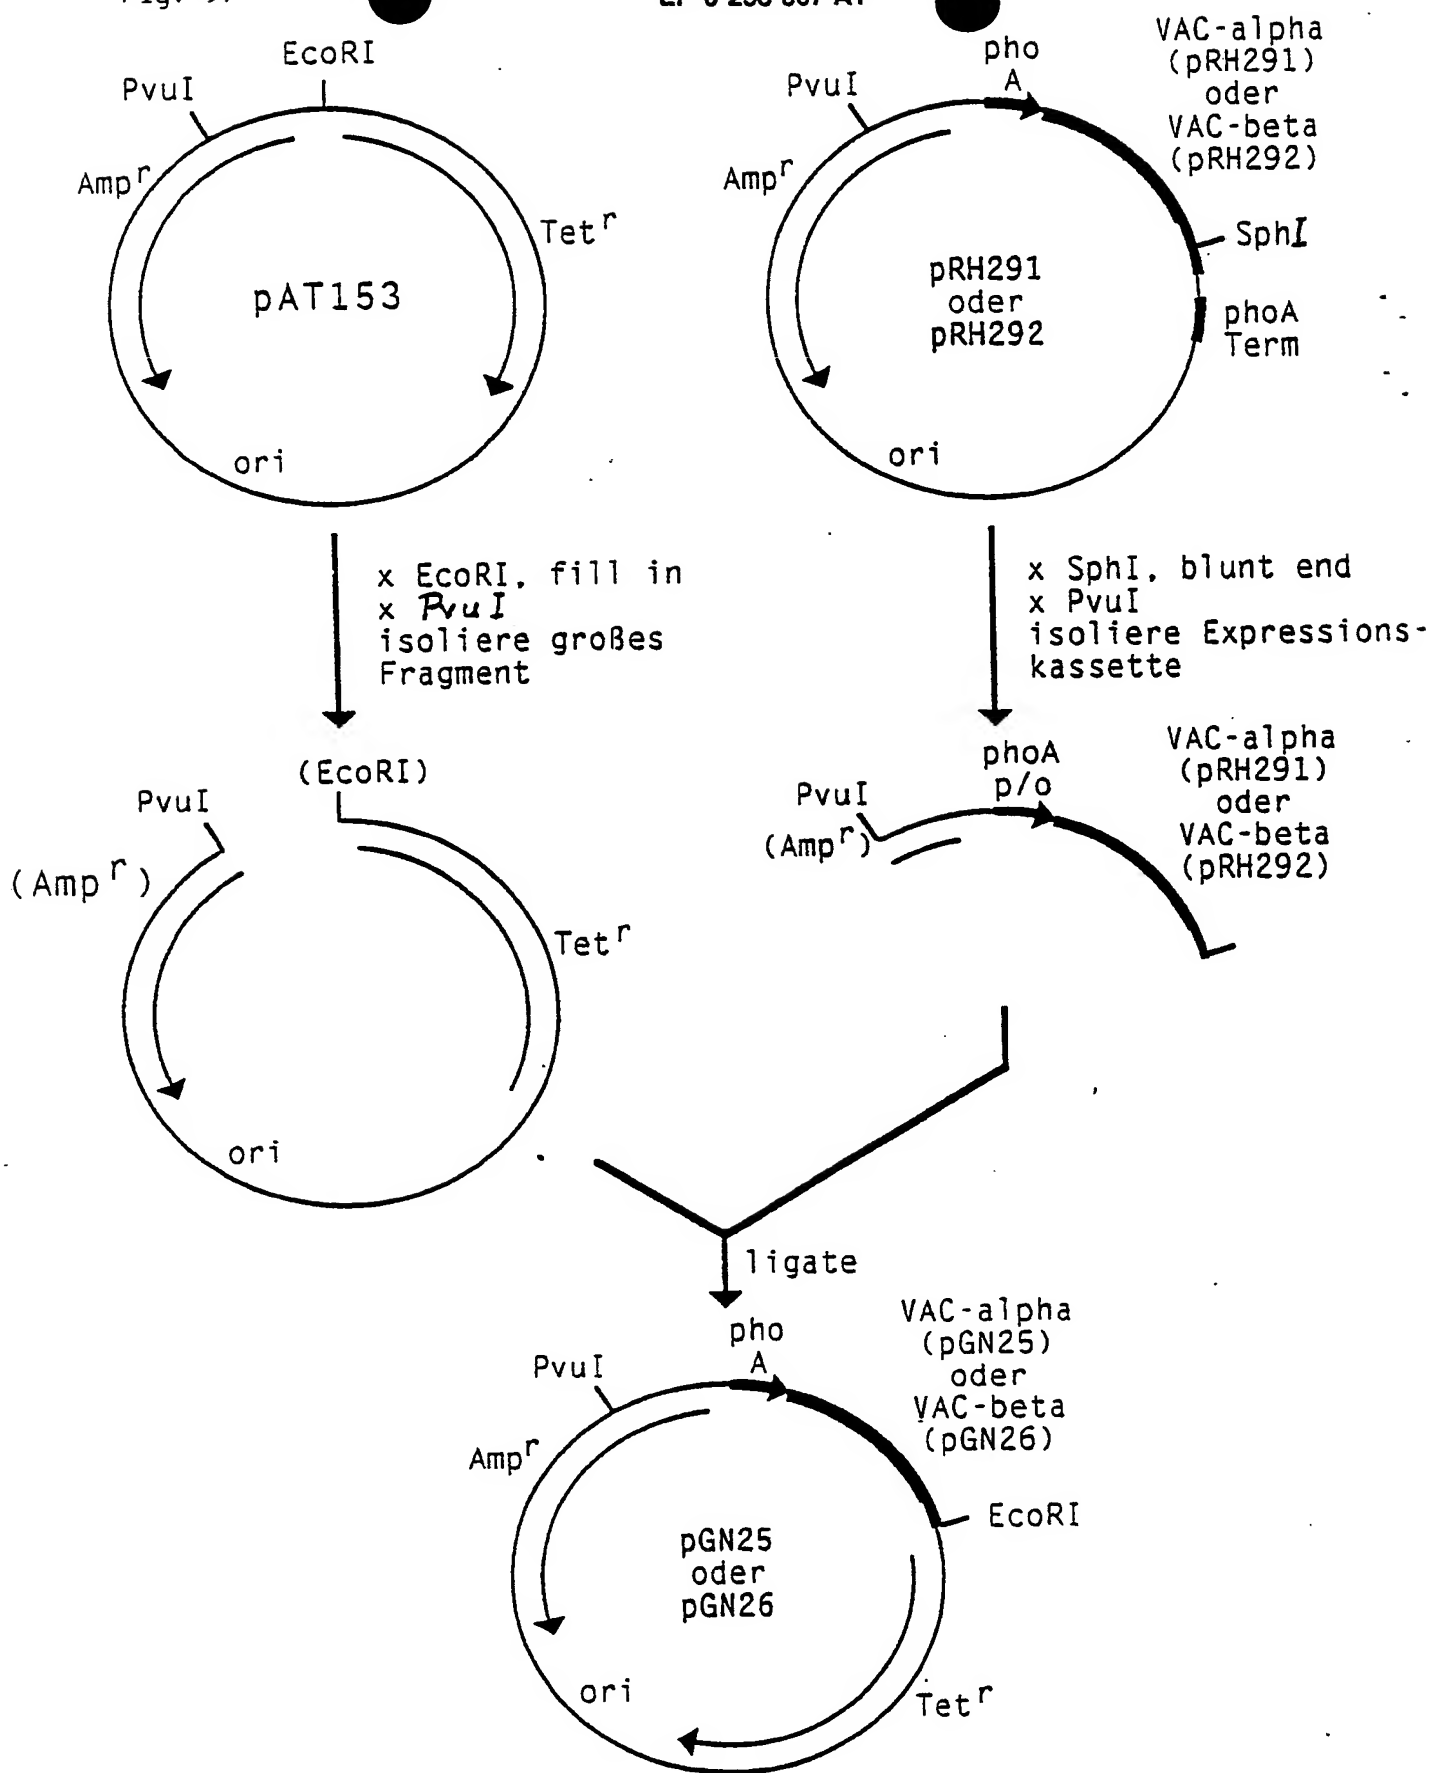 EcoRI
PvuI
Amp r
Tet r
pAT153
ori
pho
A
VAC-alpha
(pRH291)
oder
VAC-beta
(pRH292)
PvuI
Amp r
SphI
pRH291
oder
pRH292
phoA
Term
ori
x EcoRI, fill in
x PvuI
isoliere großes
Fragment
x SphI, blunt end
x PvuI
isoliere Expressions-
kassette
(EcoRI)
PvuI
(Amp r)
Tet r
ori
phoA
p/o
VAC-alpha
(pRH291)
oder
VAC-beta
(pRH292)
PvuI
(Amp r)
ligate
pho
A
VAC-alpha
(pGN25)
oder
VAC-beta
(pGN26)
PvuI
Amp r
EcoRI
pGN25
oder
pGN26
ori
Tet r